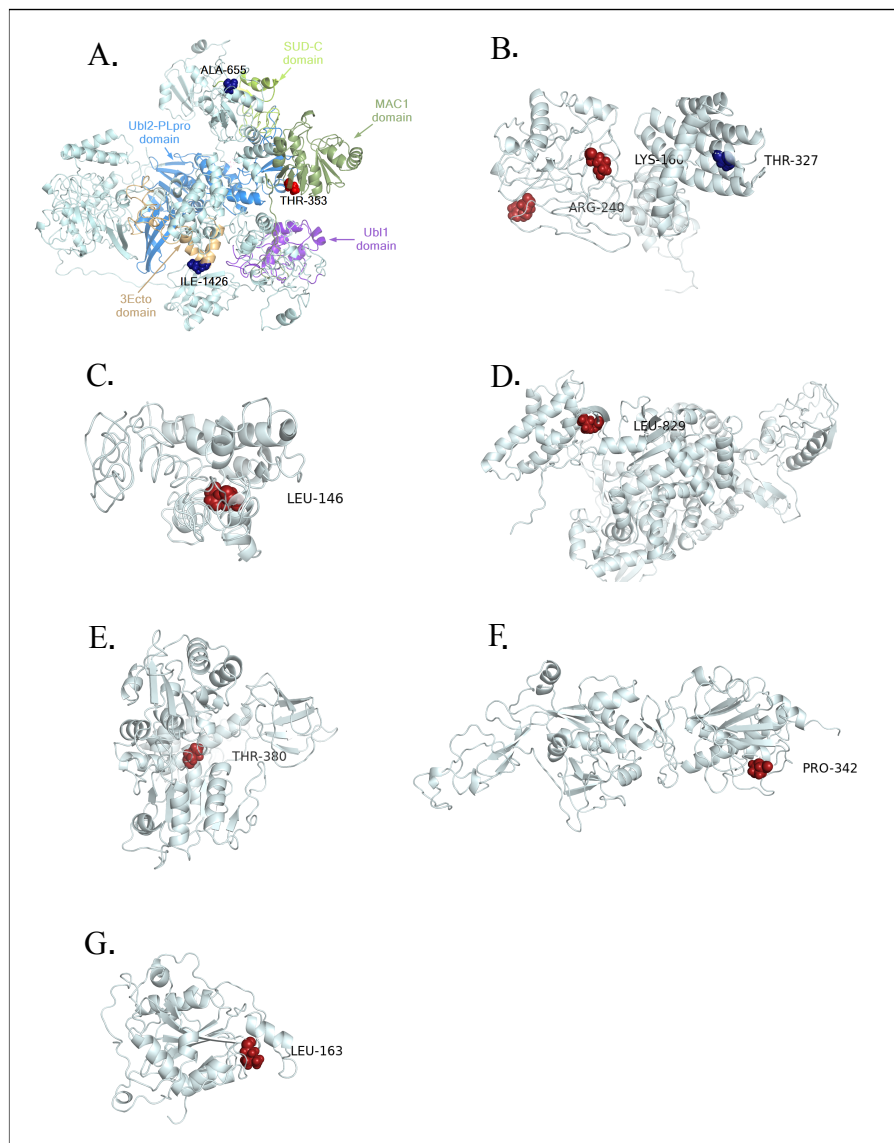 A.
SUD-C
domain
ALA-655
MAC1
domain
Ubl2-PLpro
domain
THR-353
Ubl1
domain
ILE-1426
3Ecto
domain
B.
LYS-160
THR-327
ARG-240
C.
LEU-146
D.
LEU-829
E.
THR-380
F.
PRO-342
G.
LEU-163